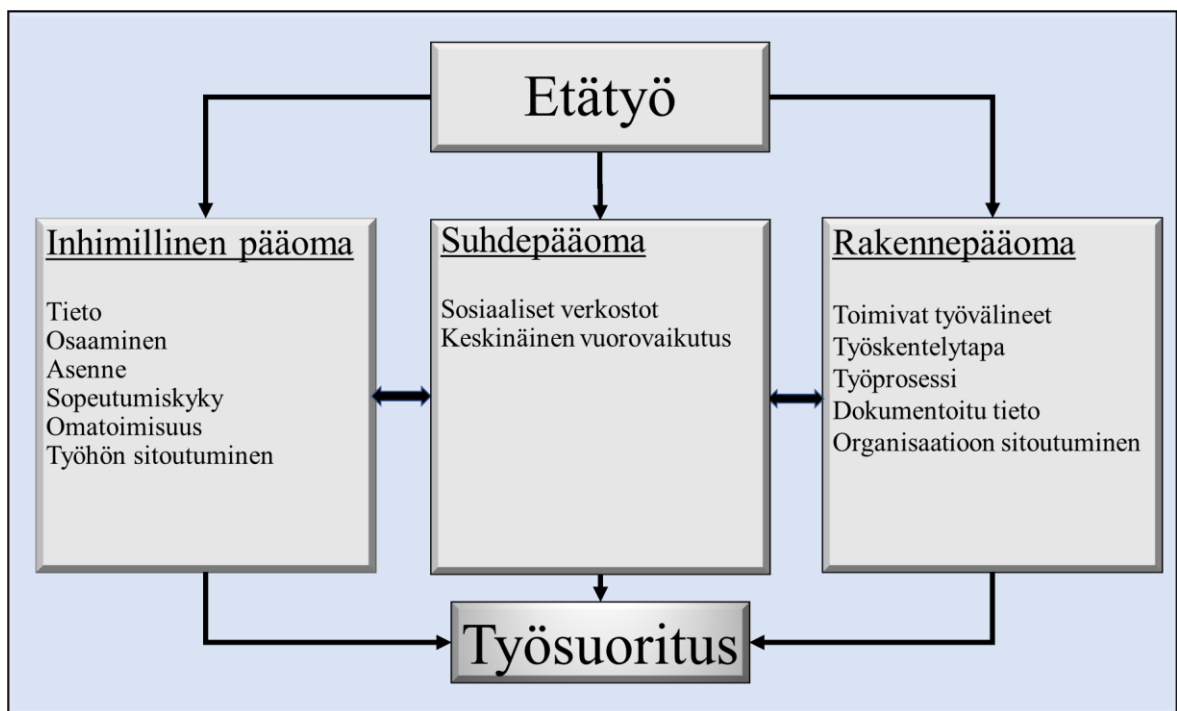 Etätyö
Inhimillinen pääoma
Tieto
Osaaminen
Asenne
Sopeutumiskyky
Omatoimisuus
Työhön sitoutuminen
Suhdepääoma
Sosiaaliset verkostot
Keskinäinen vuorovaikutus
Rakennepääoma
Toimivat työvälineet
Työskentelytapa
Työprosessi
Dokumentoitu tieto
Organisaatioon sitoutuminen
Työsuoritus